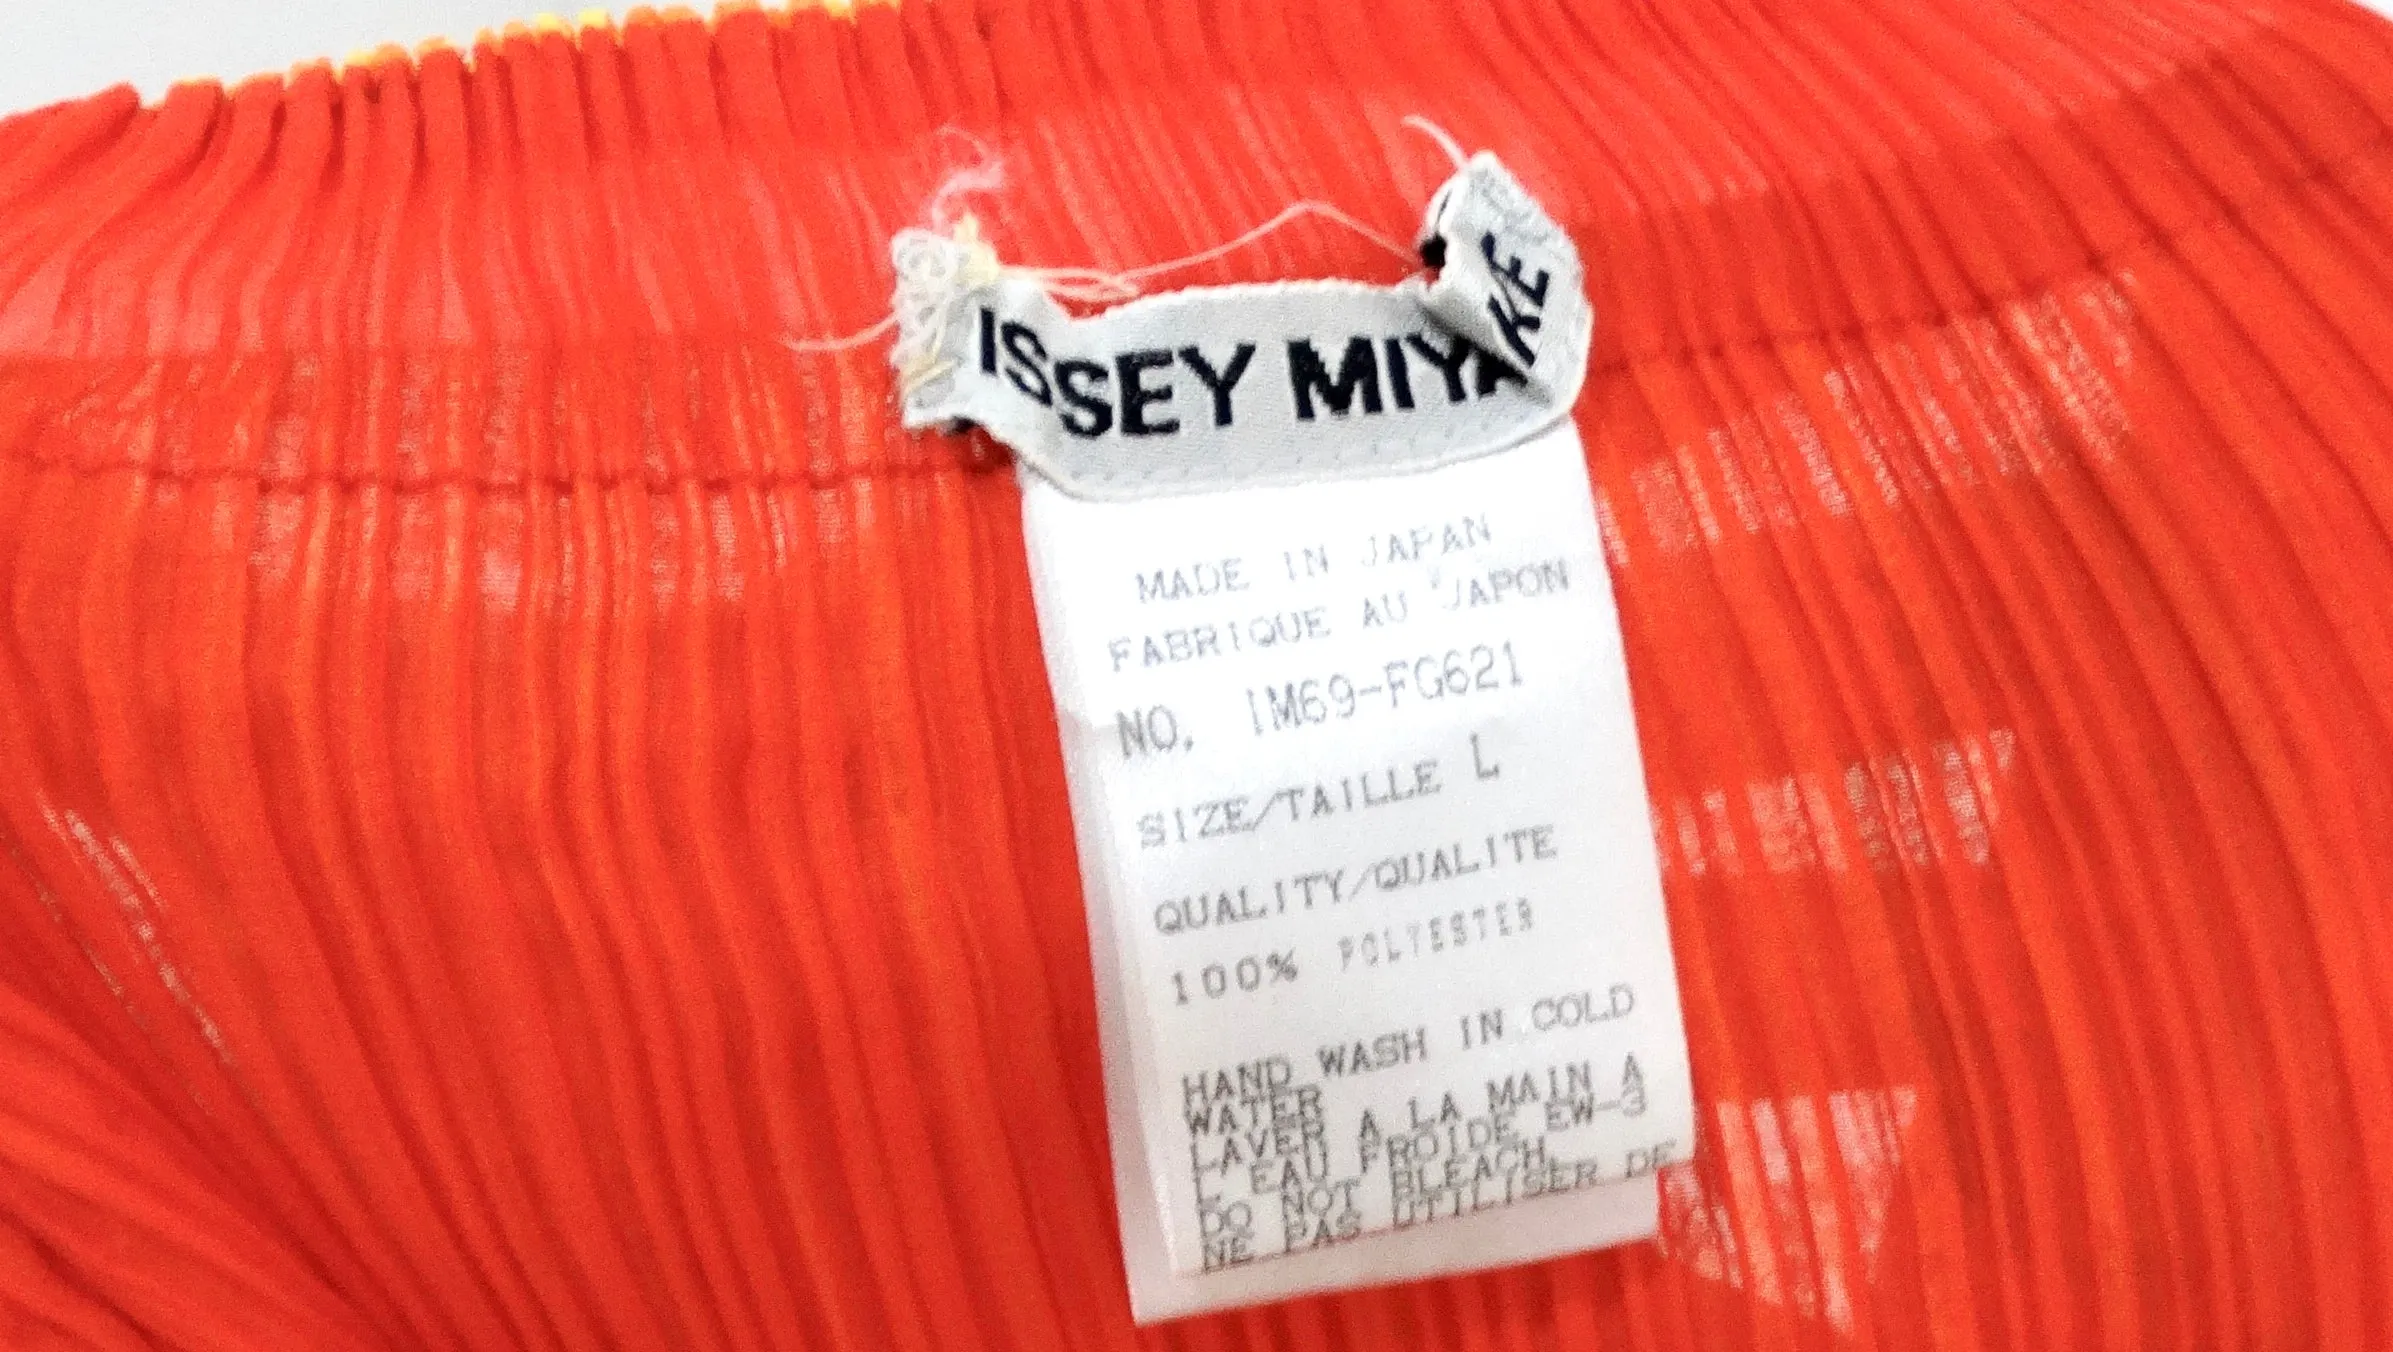 ISSEY MIYAKE
MADE IN JAPAN
FABRIQUE AU JAPON
NO. IM69-FG621
SIZE/TAILLE L
QUALITY/QUALITE
100% POLYESTER
HAND WASH IN COLD
WATER
LAVER A LA MAIN A
L' EAU FROIDE EW-3
DO NOT BLEACH.
NE PAS UTILISER DE